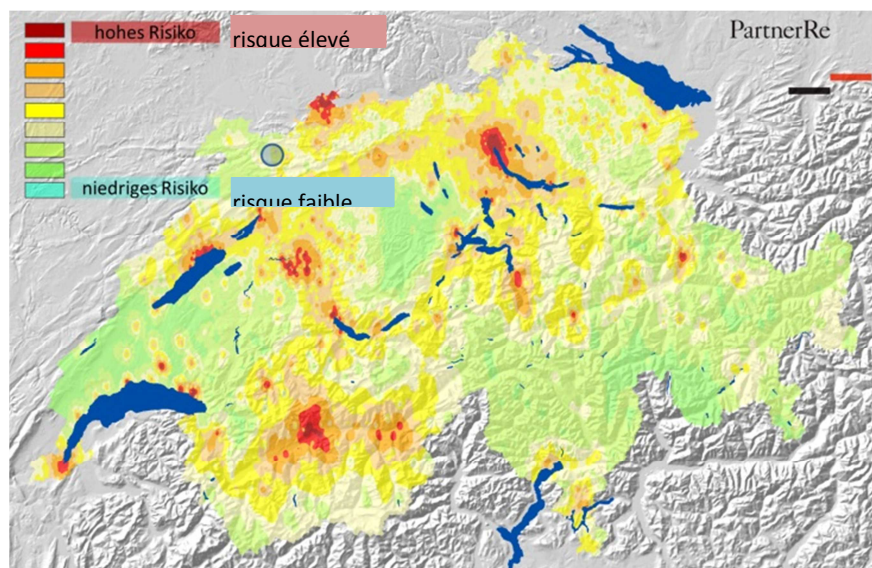 hohes Risiko
risque élevé
PartnerRe
niedriges Risiko
risque faible